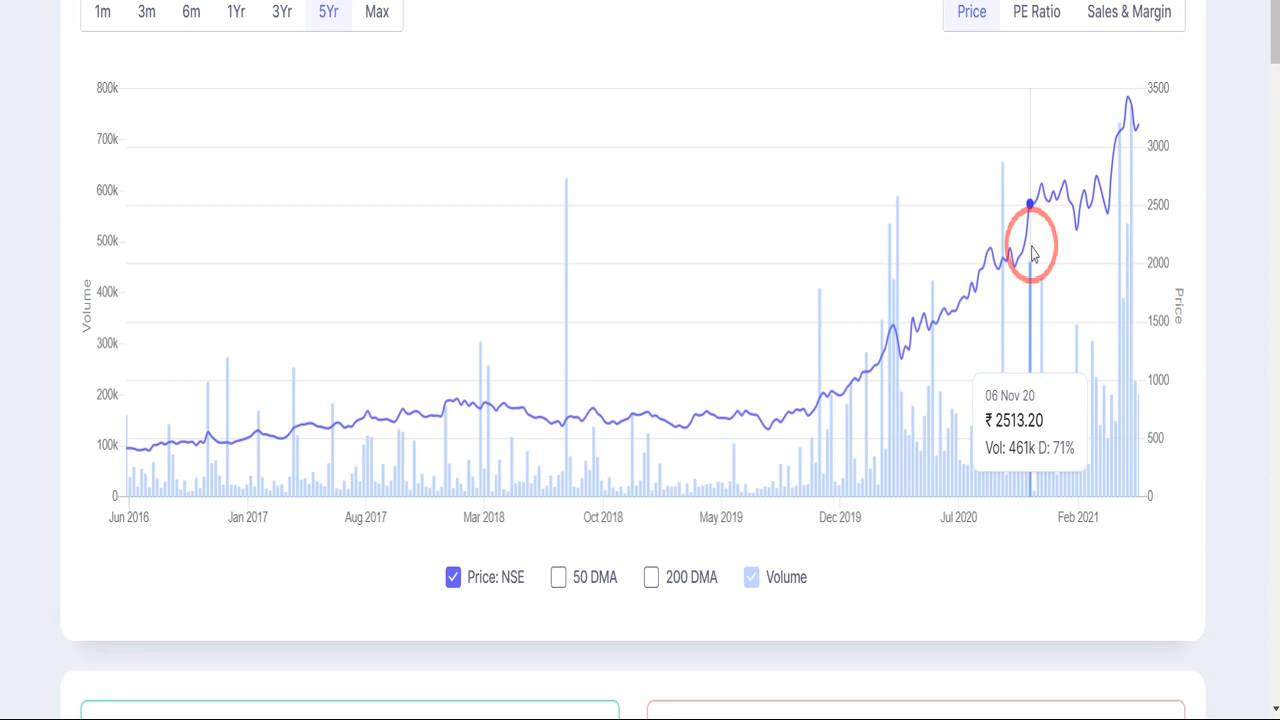 1m 3m 6m 1Yr 3Yr 5Yr Max Price PE Ratio Sales & Margin
800k 3500
700k 3000
600k 2500
500k 2000
400k 1500
300k 1000
200k 500
100k 0
0
Volume
Price
06 Nov 20
₹ 2513.20
Vol: 461k D: 71%
Jun 2016 Jan 2017 Aug 2017 Mar 2018 Oct 2018 May 2019 Dec 2019 Jul 2020 Feb 2021
Price: NSE 50 DMA 200 DMA Volume